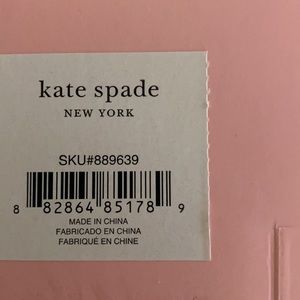 kate spade
NEW YORK
SKU#889639
8 82864 85178 9
MADE IN CHINA
FABRICADO EN CHINA
FABRIQUÉ EN CHINE